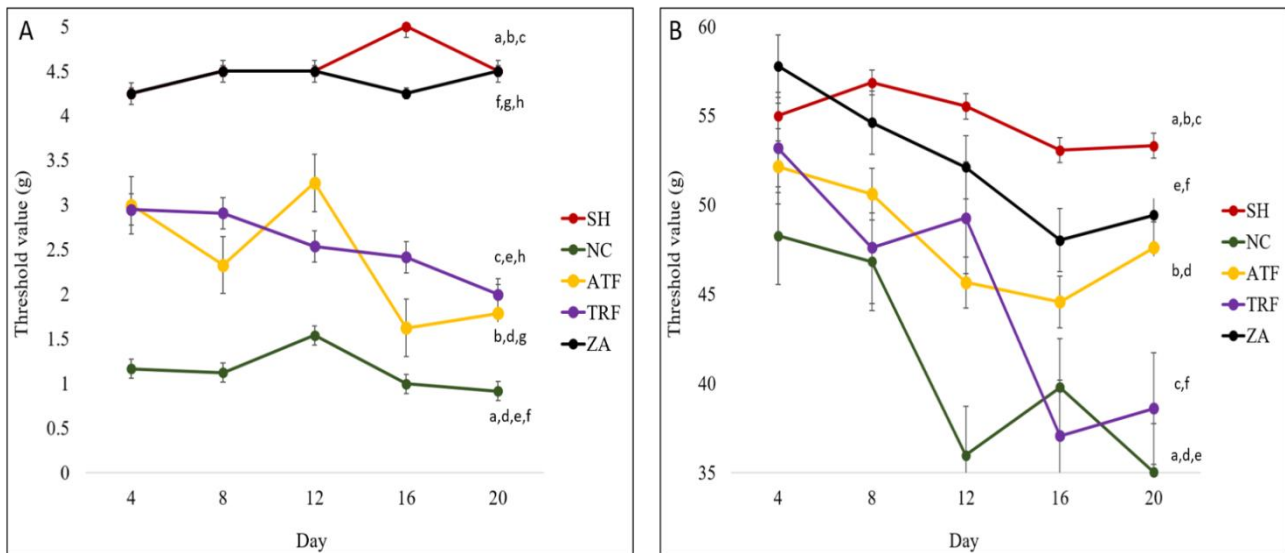 A
Threshold value (g)
5
4.5
4
3.5
3
2.5
2
1.5
1
0.5
0
4 8 12 16 20
Day
a,b,c
f,g,h
c,e,h
b,d,g
a,d,e,f
SH
NC
ATF
TRF
ZA
B
Threshold value (g)
60
55
50
45
40
35
4 8 12 16 20
Day
a,b,c
e,f
b,d
c,f
a,d,e
SH
NC
ATF
TRF
ZA